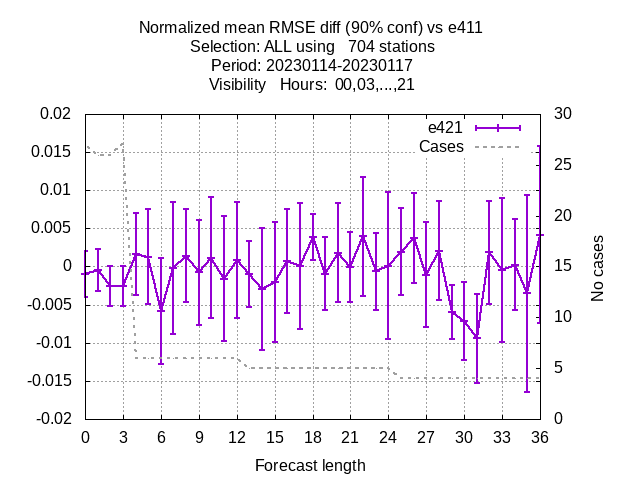 Normalized mean RMSE diff (90% conf) vs e411
Selection: ALL using 704 stations
Period: 20230114-20230117
Visibility Hours: 00,03,...,21
e421
Cases
0.02
0.015
0.01
0.005
0
-0.005
-0.01
-0.015
-0.02
30
25
20
15
10
5
0
No cases
0 3 6 9 12 15 18 21 24 27 30 33 36
Forecast length